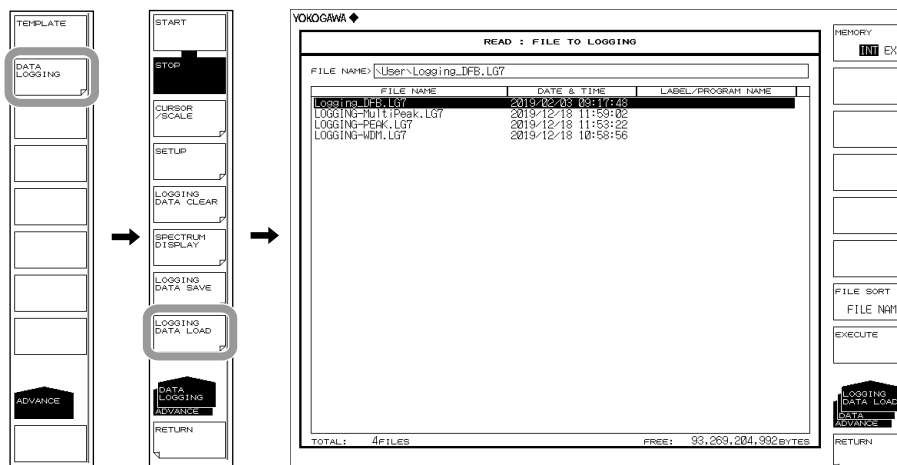 TEMPLATE
DATA
LOGGING
ADVANCE
START
STOP
CURSOR
/SCALE
SETUP
LOGGING
DATA CLEAR
SPECTRUM
DISPLAY
LOGGING
DATA SAVE
LOGGING
DATA LOAD
DATA
LOGGING
ADVANCE
RETURN
YOKOGAWA
READ : FILE TO LOGGING
FILE NAME> \User\Logging_DFB.LG7
FILE NAME DATE & TIME LABEL/PROGRAM NAME
Logging_DFB.LG7 2019/02/03 09:17:48
LOGGING-MultiPeak.LG7 2019/12/18 11:59:02
LOGGING-PEAK.LG7 2019/12/18 11:53:22
LOGGING-WDM.LG7 2019/12/18 10:58:56
TOTAL: 4FILES FREE: 93,269,204,992BYTES
MEMORY
INT EX
FILE SORT
FILE NAM
EXECUTE
LOGGING
DATA LOAD
DATA
ADVANCE
RETURN